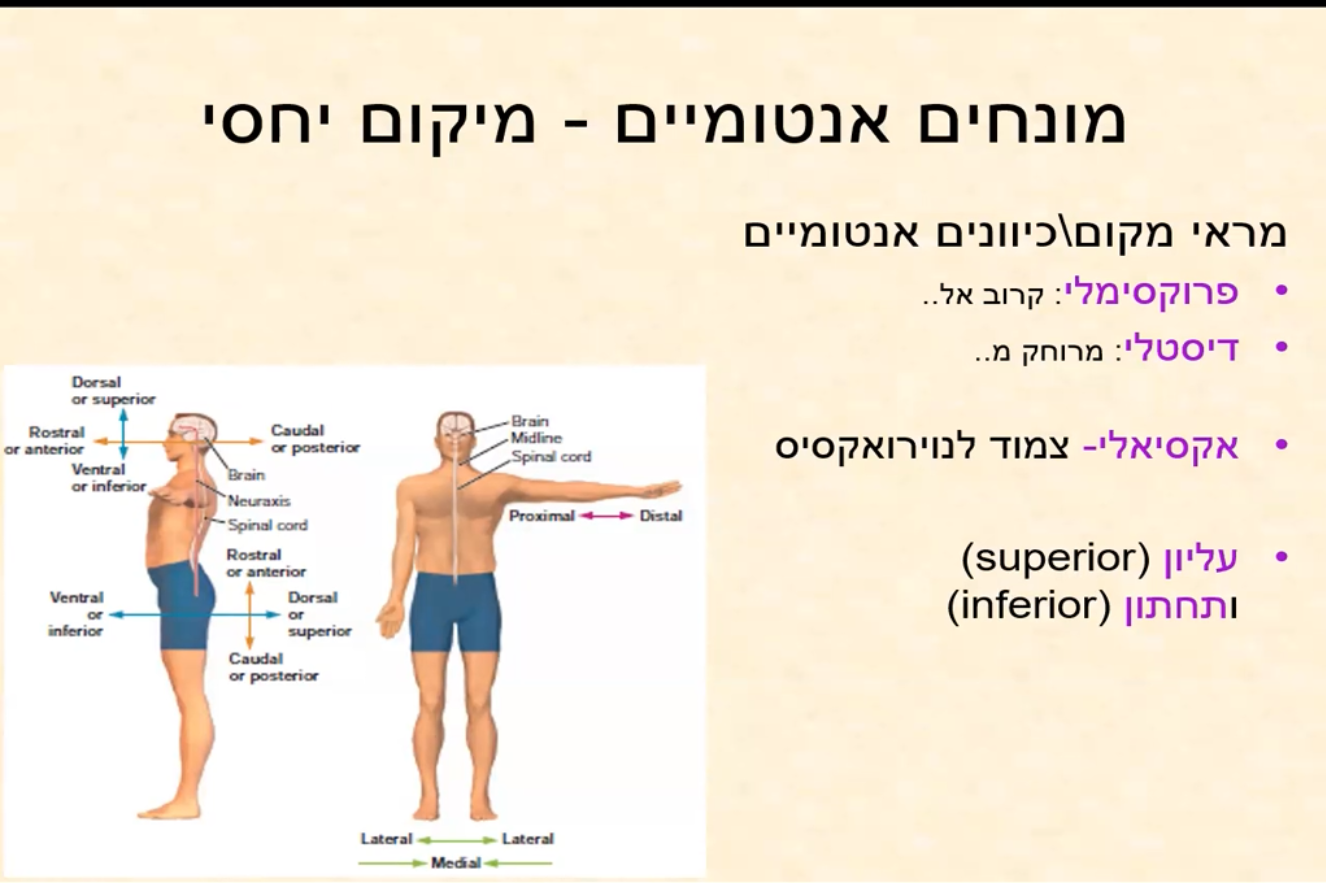 מונחים אנטומיים - מיקום יחסי
מראי מקום\כיוונים אנטומיים
• פרוקסימלי: קרוב אל..
• דיסטלי: מרוחק מ..
• אקסיאלי- צמוד לנוירואקסיס
• עליון (superior)
ותחתון (inferior)
Dorsal
or superior
Rostral
or anterior
Caudal
or posterior
Ventral
or inferior
Brain
Neuraxis
Spinal cord
Rostral
or anterior
Ventral
or
inferior
Dorsal
or
superior
Caudal
or posterior
Brain
Midline
Spinal cord
Proximal
Distal
Lateral
Lateral
Medial